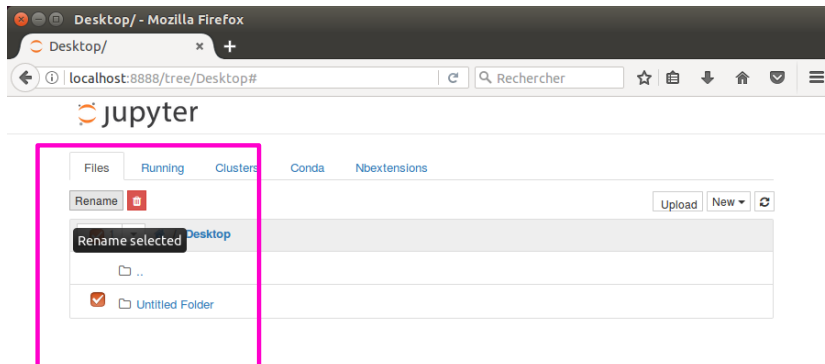 Desktop/ - Mozilla Firefox
Desktop/ × +
localhost:8888/tree/Desktop# Rechercher
jupyter
Files Running Clusters Conda Nbextensions
Rename Upload New
Rename selected Desktop
..
Untitled Folder